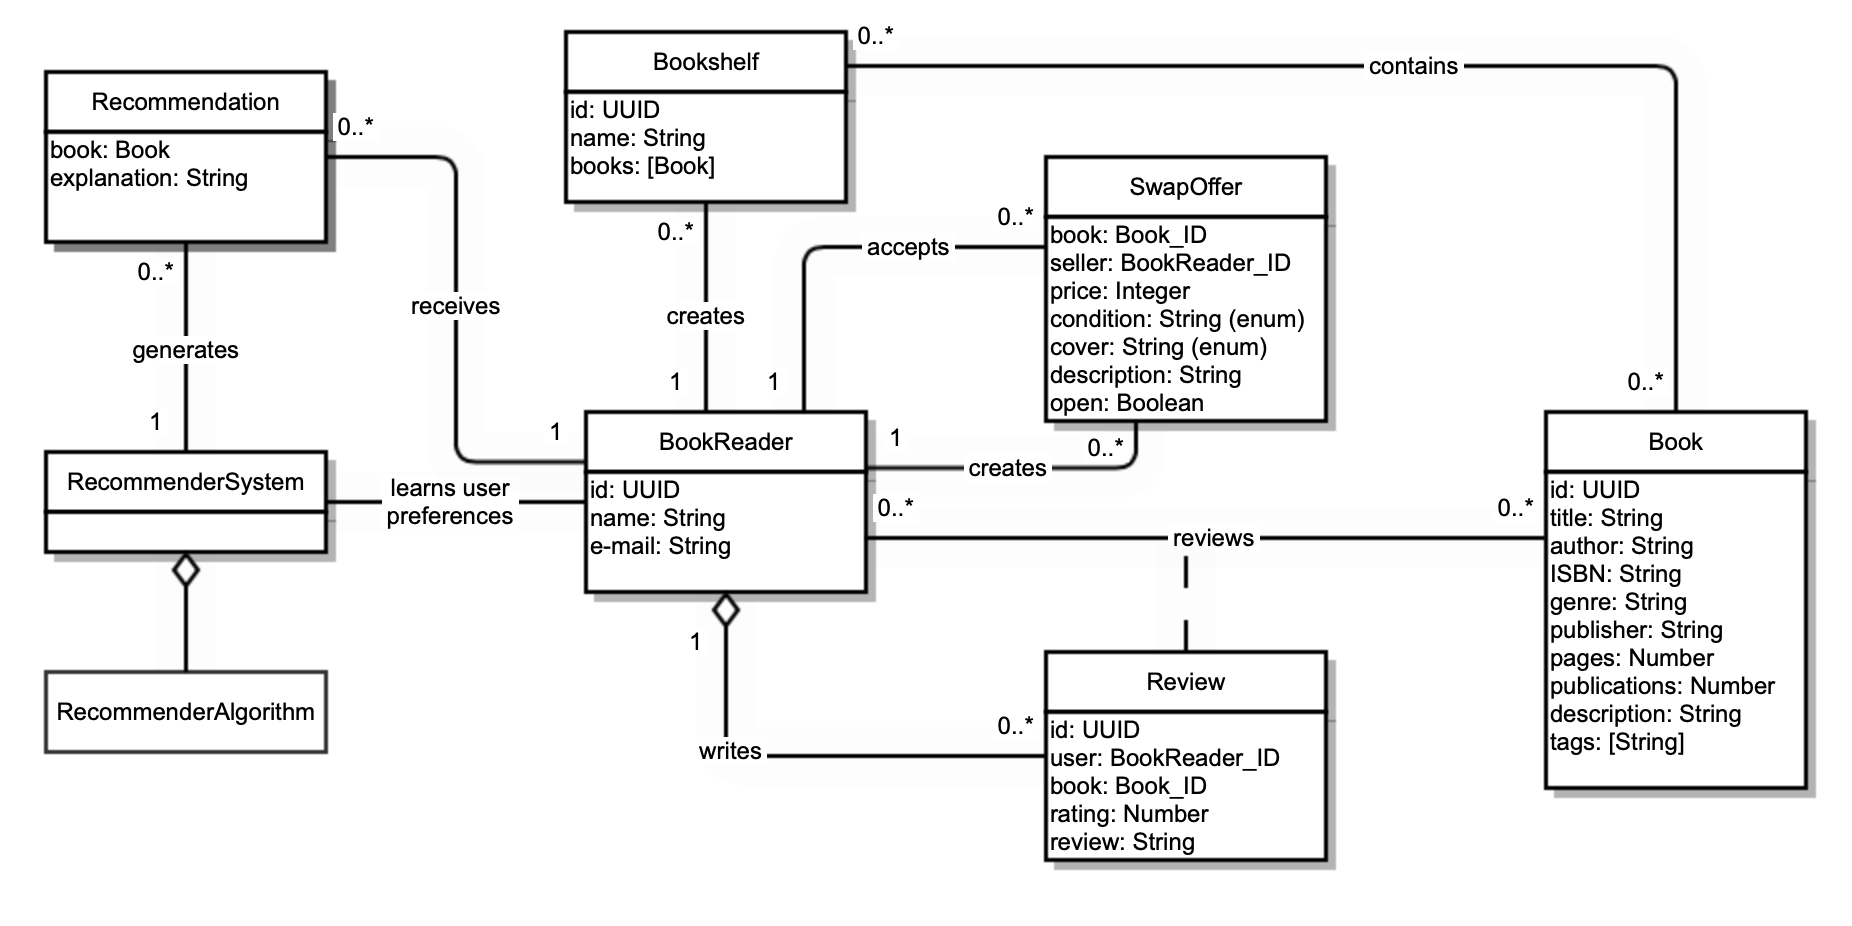 Recommendation
book: Book
explanation: String
0..*
0..*
generates
1
receives
1
RecommenderSystem
learns user
preferences
RecommenderAlgorithm
Bookshelf
id: UUID
name: String
books: [Book]
0..*
contains
0..*
0..*
creates
1
accepts
0..*
1
SwapOffer
book: Book_ID
seller: BookReader_ID
price: Integer
condition: String (enum)
cover: String (enum)
description: String
open: Boolean
BookReader
id: UUID
name: String
e-mail: String
1
creates
0..*
0..*
reviews
0..*
1
writes
0..*
Review
id: UUID
user: BookReader_ID
book: Book_ID
rating: Number
review: String
Book
id: UUID
title: String
author: String
ISBN: String
genre: String
publisher: String
pages: Number
publications: Number
description: String
tags: [String]